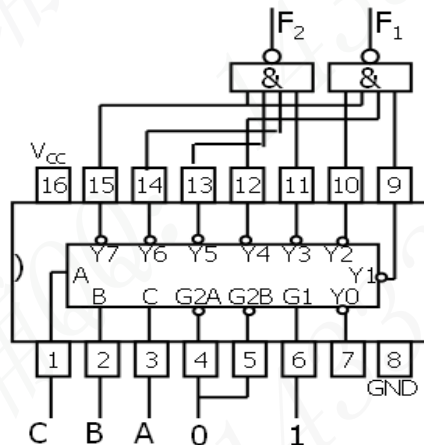 F₂ F₁
& &
V_CC
16 15 14 13 12 11 10 9
Y7 Y6 Y5 Y4 Y3 Y2
A Y1
B C G2A G2B G1 Y0
1 2 3 4 5 6 7 8
GND
C B A 0 1